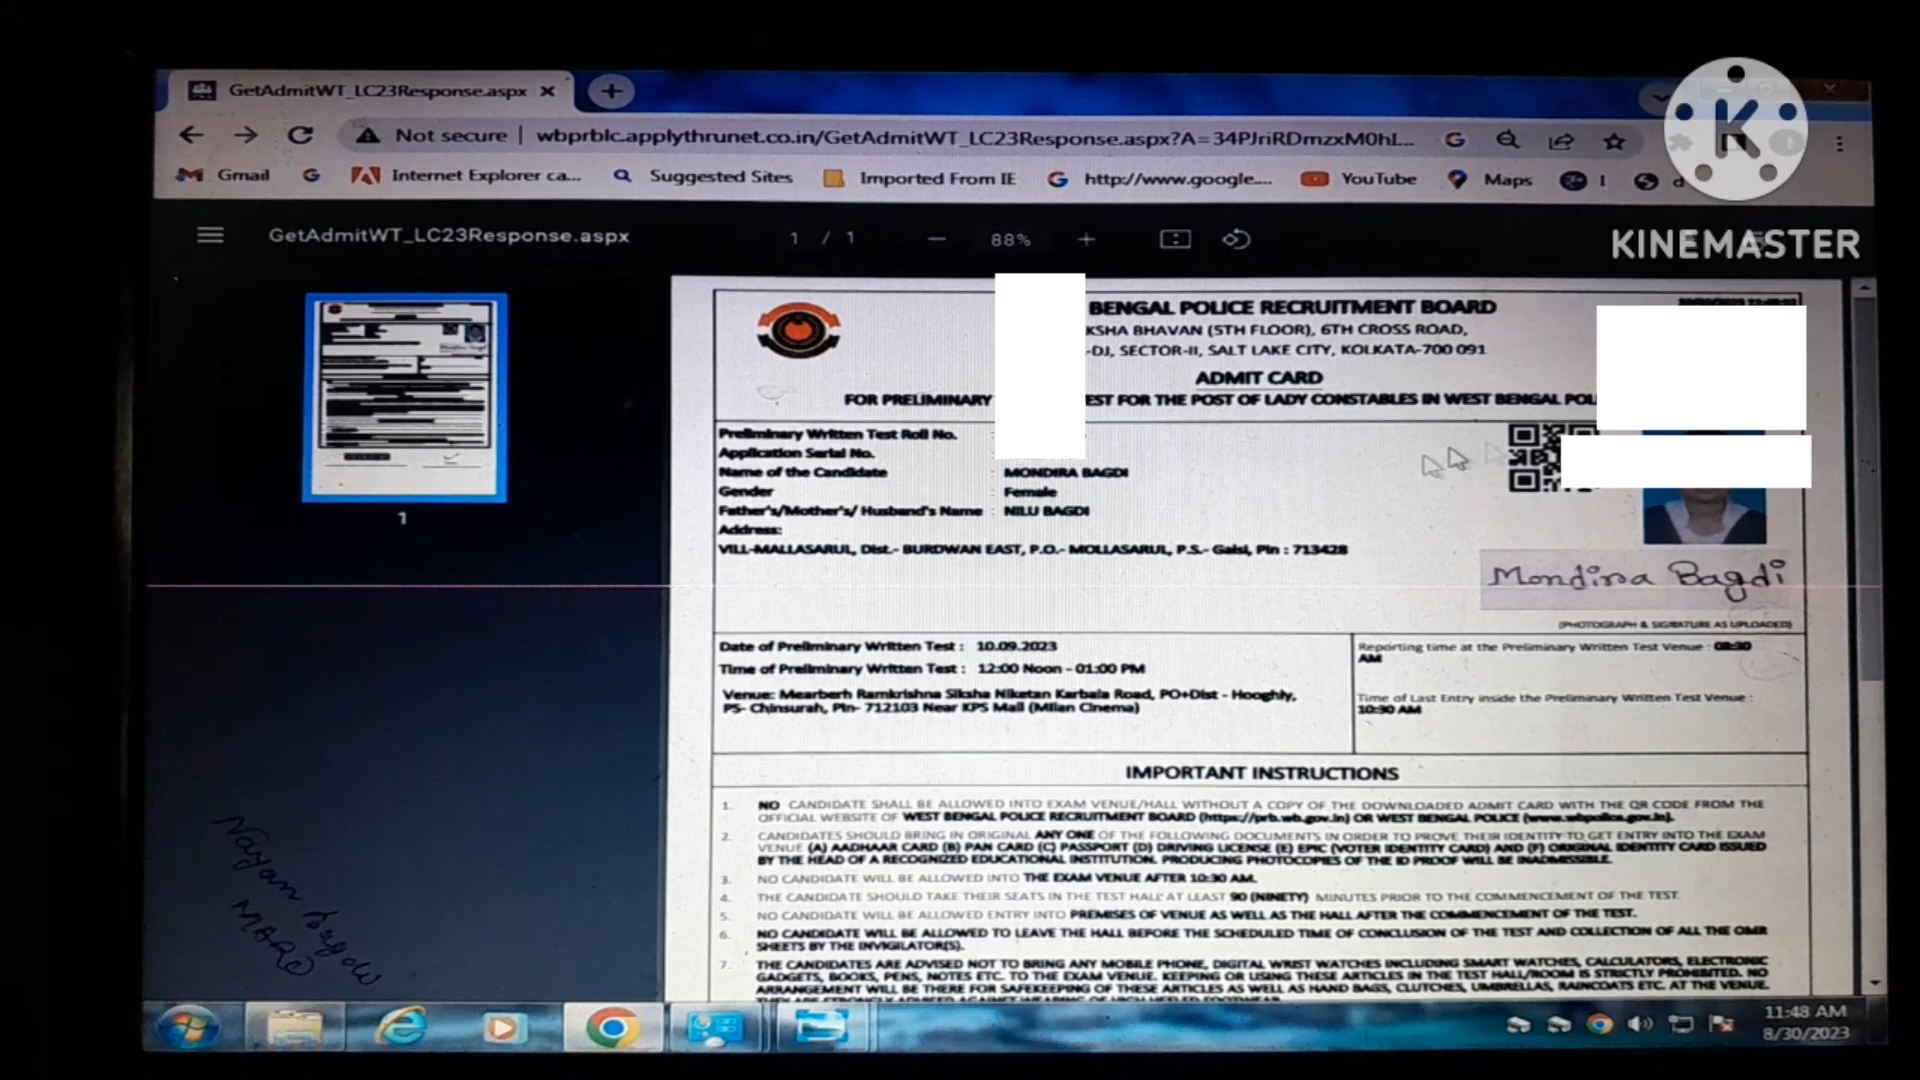 GetAdmitWT_LC23Response.aspx
Not secure | wbprblc.applythrunet.co.in/GetAdmitWT_LC23Response.aspx?A=34PJriRDmzxM0hL...
Gmail Internet Explorer ca... Suggested Sites Imported From IE http://www.google.... YouTube Maps
KINEMASTER
GetAdmitWT_LC23Response.aspx 1 / 1 88%
1
BENGAL POLICE RECRUITMENT BOARD
KSHA BHAVAN (5TH FLOOR), 6TH CROSS ROAD,
-DJ, SECTOR-II, SALT LAKE CITY, KOLKATA-700 091
ADMIT CARD
FOR PRELIMINARY EST FOR THE POST OF LADY CONSTABLES IN WEST BENGAL POL
Preliminary Written Test Roll No.
Application Serial No.
Name of the Candidate : MONDIRA BAGDI
Gender : Female
Father's/Mother's/ Husband's Name : NILU BAGDI
Address:
VILL-MALLASARUL, Dist.- BURDWAN EAST, P.O.- MOLLASARUL, P.S.- Galsi, Pin : 713428
Mondira Bagdi
(PHOTOGRAPH & SIGNATURE AS UPLOADED)
Date of Preliminary Written Test : 10.09.2023
Time of Preliminary Written Test : 12:00 Noon - 01:00 PM
Venue: Mearberh Ramkrishna Siksha Niketan Karbala Road, PO+Dist - Hooghly,
PS- Chinsurah, Pin- 712103 Near KPS Mall (Milan Cinema)
Reporting time at the Preliminary Written Test Venue : 08:30
AM
Time of Last Entry inside the Preliminary Written Test Venue :
10:30 AM
IMPORTANT INSTRUCTIONS
1. NO CANDIDATE SHALL BE ALLOWED INTO EXAM VENUE/HALL WITHOUT A COPY OF THE DOWNLOADED ADMIT CARD WITH THE QR CODE FROM THE
OFFICIAL WEBSITE OF WEST BENGAL POLICE RECRUITMENT BOARD (https://prb.wb.gov.in) OR WEST BENGAL POLICE (www.wbpolice.gov.in).
2. CANDIDATES SHOULD BRING IN ORIGINAL ANY ONE OF THE FOLLOWING DOCUMENTS IN ORDER TO PROVE THEIR IDENTITY TO GET ENTRY INTO THE EXAM
VENUE (A) AADHAAR CARD (B) PAN CARD (C) PASSPORT (D) DRIVING LICENSE (E) EPIC (VOTER IDENTITY CARD) AND (F) ORIGINAL IDENTITY CARD ISSUED
BY THE HEAD OF A RECOGNIZED EDUCATIONAL INSTITUTION. PRODUCING PHOTOCOPIES OF THE ID PROOF WILL BE INADMISSIBLE.
3. NO CANDIDATE WILL BE ALLOWED INTO THE EXAM VENUE AFTER 10:30 AM.
4. THE CANDIDATE SHOULD TAKE THEIR SEATS IN THE TEST HALL AT LEAST 90 (NINETY) MINUTES PRIOR TO THE COMMENCEMENT OF THE TEST.
5. NO CANDIDATE WILL BE ALLOWED ENTRY INTO PREMISES OF VENUE AS WELL AS THE HALL AFTER THE COMMENCEMENT OF THE TEST.
6. NO CANDIDATE WILL BE ALLOWED TO LEAVE THE HALL BEFORE THE SCHEDULED TIME OF CONCLUSION OF THE TEST AND COLLECTION OF ALL THE OMR
SHEETS BY THE INVIGILATOR(S).
7. THE CANDIDATES ARE ADVISED NOT TO BRING ANY MOBILE PHONE, DIGITAL WRIST WATCHES INCLUDING SMART WATCHES, CALCULATORS, ELECTRONIC
GADGETS, BOOKS, PENS, NOTES ETC. TO THE EXAM VENUE. KEEPING OR USING THESE ARTICLES IN THE TEST HALL/ROOM IS STRICTLY PROHIBITED. NO
ARRANGEMENT WILL BE THERE FOR SAFEKEEPING OF THESE ARTICLES AS WELL AS HAND BAGS, CLUTCHES, UMBRELLAS, RAINCOATS ETC. AT THE VENUE.
Nayan
11:48 AM
8/30/2023